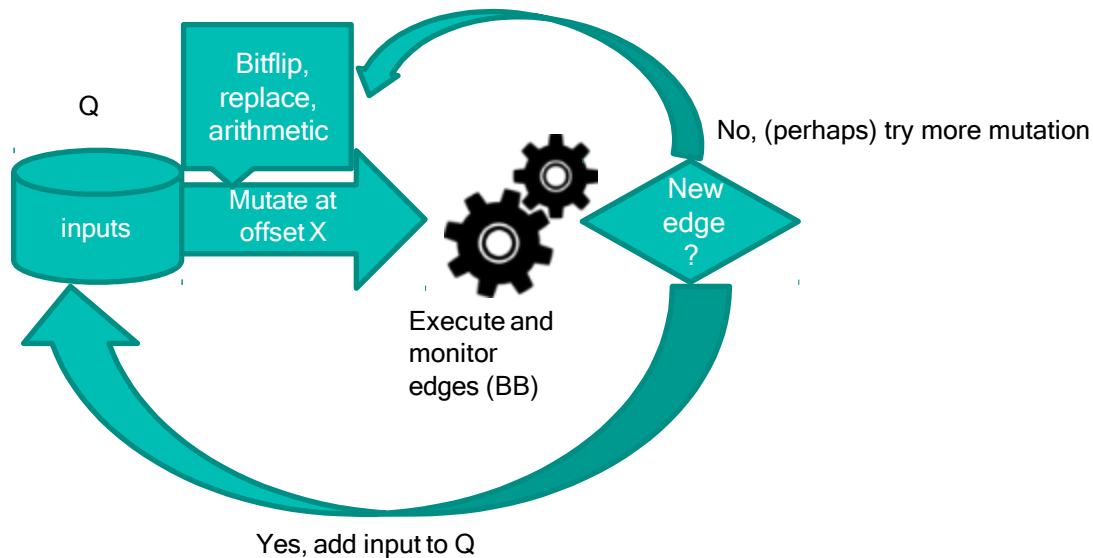 Q
inputs
Bitflip,
replace,
arithmetic
Mutate at
offset X
Execute and
monitor
edges (BB)
New
edge
?
No, (perhaps) try more mutation
Yes, add input to Q